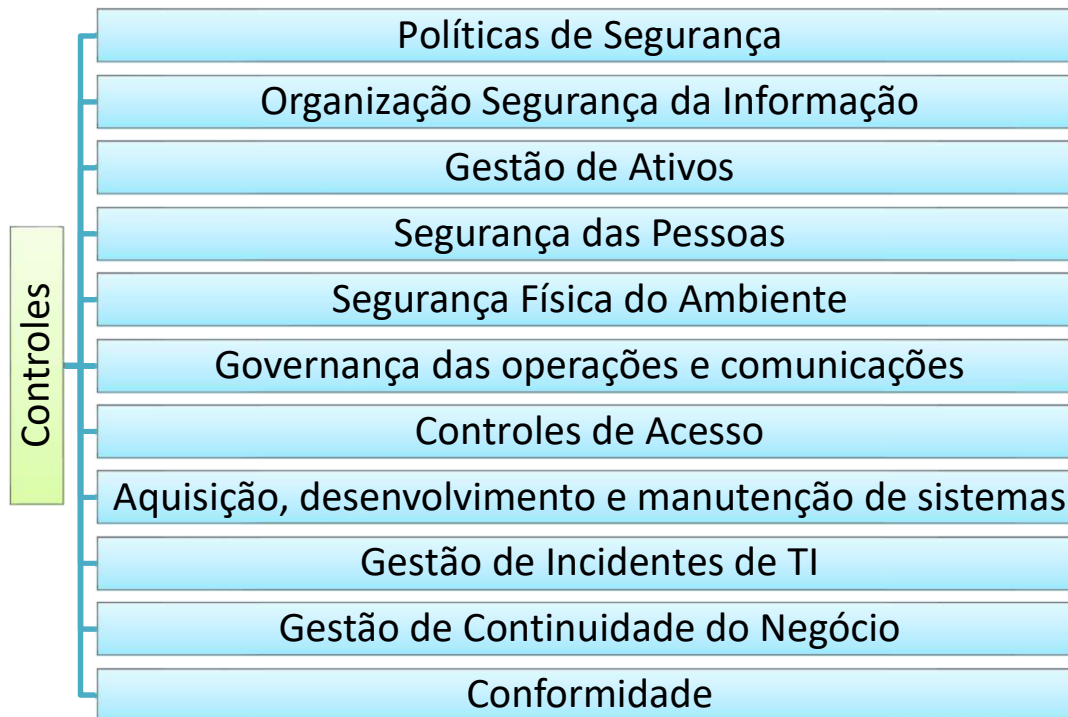 Controles
Políticas de Segurança
Organização Segurança da Informação
Gestão de Ativos
Segurança das Pessoas
Segurança Física do Ambiente
Governança das operações e comunicações
Controles de Acesso
Aquisição, desenvolvimento e manutenção de sistemas
Gestão de Incidentes de TI
Gestão de Continuidade do Negócio
Conformidade